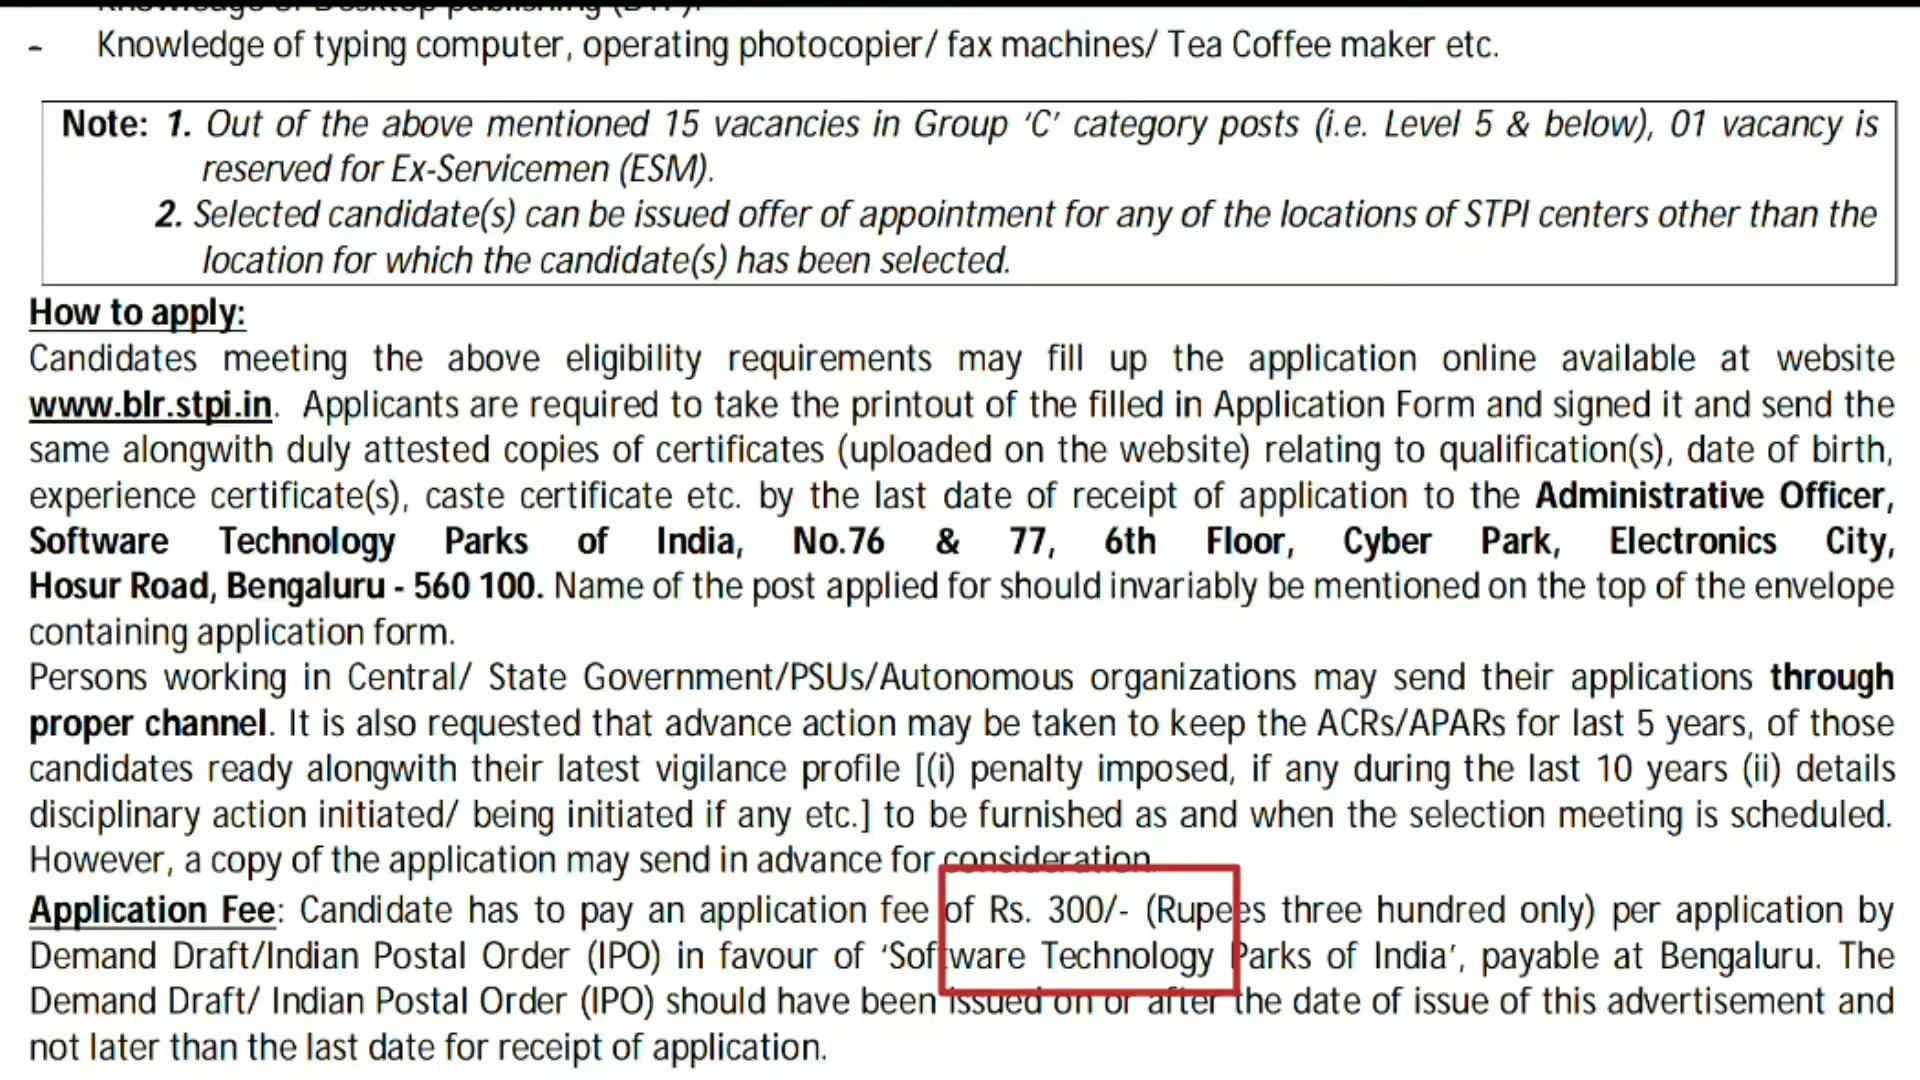 Knowledge of Desktop publishing (DTP).
- Knowledge of typing computer, operating photocopier/ fax machines/ Tea Coffee maker etc.
Note: 1. Out of the above mentioned 15 vacancies in Group ‘C’ category posts (i.e. Level 5 & below), 01 vacancy is
reserved for Ex-Servicemen (ESM).
2. Selected candidate(s) can be issued offer of appointment for any of the locations of STPI centers other than the
location for which the candidate(s) has been selected.
How to apply:
Candidates meeting the above eligibility requirements may fill up the application online available at website
www.blr.stpi.in. Applicants are required to take the printout of the filled in Application Form and signed it and send the
same alongwith duly attested copies of certificates (uploaded on the website) relating to qualification(s), date of birth,
experience certificate(s), caste certificate etc. by the last date of receipt of application to the Administrative Officer,
Software Technology Parks of India, No.76 & 77, 6th Floor, Cyber Park, Electronics City,
Hosur Road, Bengaluru - 560 100. Name of the post applied for should invariably be mentioned on the top of the envelope
containing application form.
Persons working in Central/ State Government/PSUs/Autonomous organizations may send their applications through
proper channel. It is also requested that advance action may be taken to keep the ACRs/APARs for last 5 years, of those
candidates ready alongwith their latest vigilance profile [(i) penalty imposed, if any during the last 10 years (ii) details
disciplinary action initiated/ being initiated if any etc.] to be furnished as and when the selection meeting is scheduled.
However, a copy of the application may send in advance for consideration.
Application Fee: Candidate has to pay an application fee of Rs. 300/- (Rupees three hundred only) per application by
Demand Draft/Indian Postal Order (IPO) in favour of ‘Software Technology Parks of India’, payable at Bengaluru. The
Demand Draft/ Indian Postal Order (IPO) should have been issued on or after the date of issue of this advertisement and
not later than the last date for receipt of application.